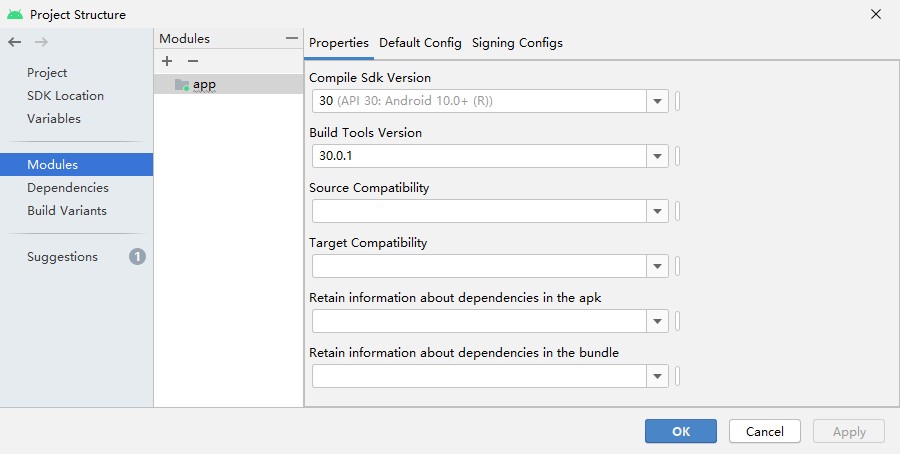 Project Structure
Project
SDK Location
Variables
Modules
Dependencies
Build Variants
Suggestions 1
Modules
app
Properties Default Config Signing Configs
Compile Sdk Version
30 (API 30: Android 10.0+ (R))
Build Tools Version
30.0.1
Source Compatibility
Target Compatibility
Retain information about dependencies in the apk
Retain information about dependencies in the bundle
OK Cancel Apply